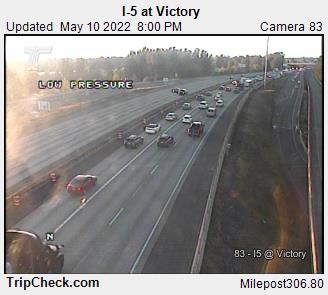 I-5 at Victory
Updated May 10 2022 8:00 PM Camera 83
LOW PRESSURE
N
83 - I5 @ Victory
TripCheck.com Milepost306.80